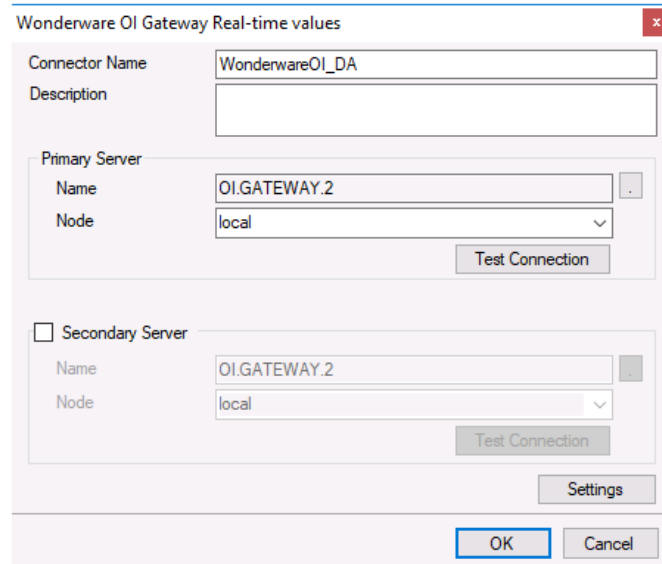 Wonderware OI Gateway Real-time values
x
Connector Name
WonderwareOI_DA
Description
Primary Server
Name
OI.GATEWAY.2
.
Node
local
Test Connection
Secondary Server
Name
OI.GATEWAY.2
.
Node
local
Test Connection
Settings
OK
Cancel